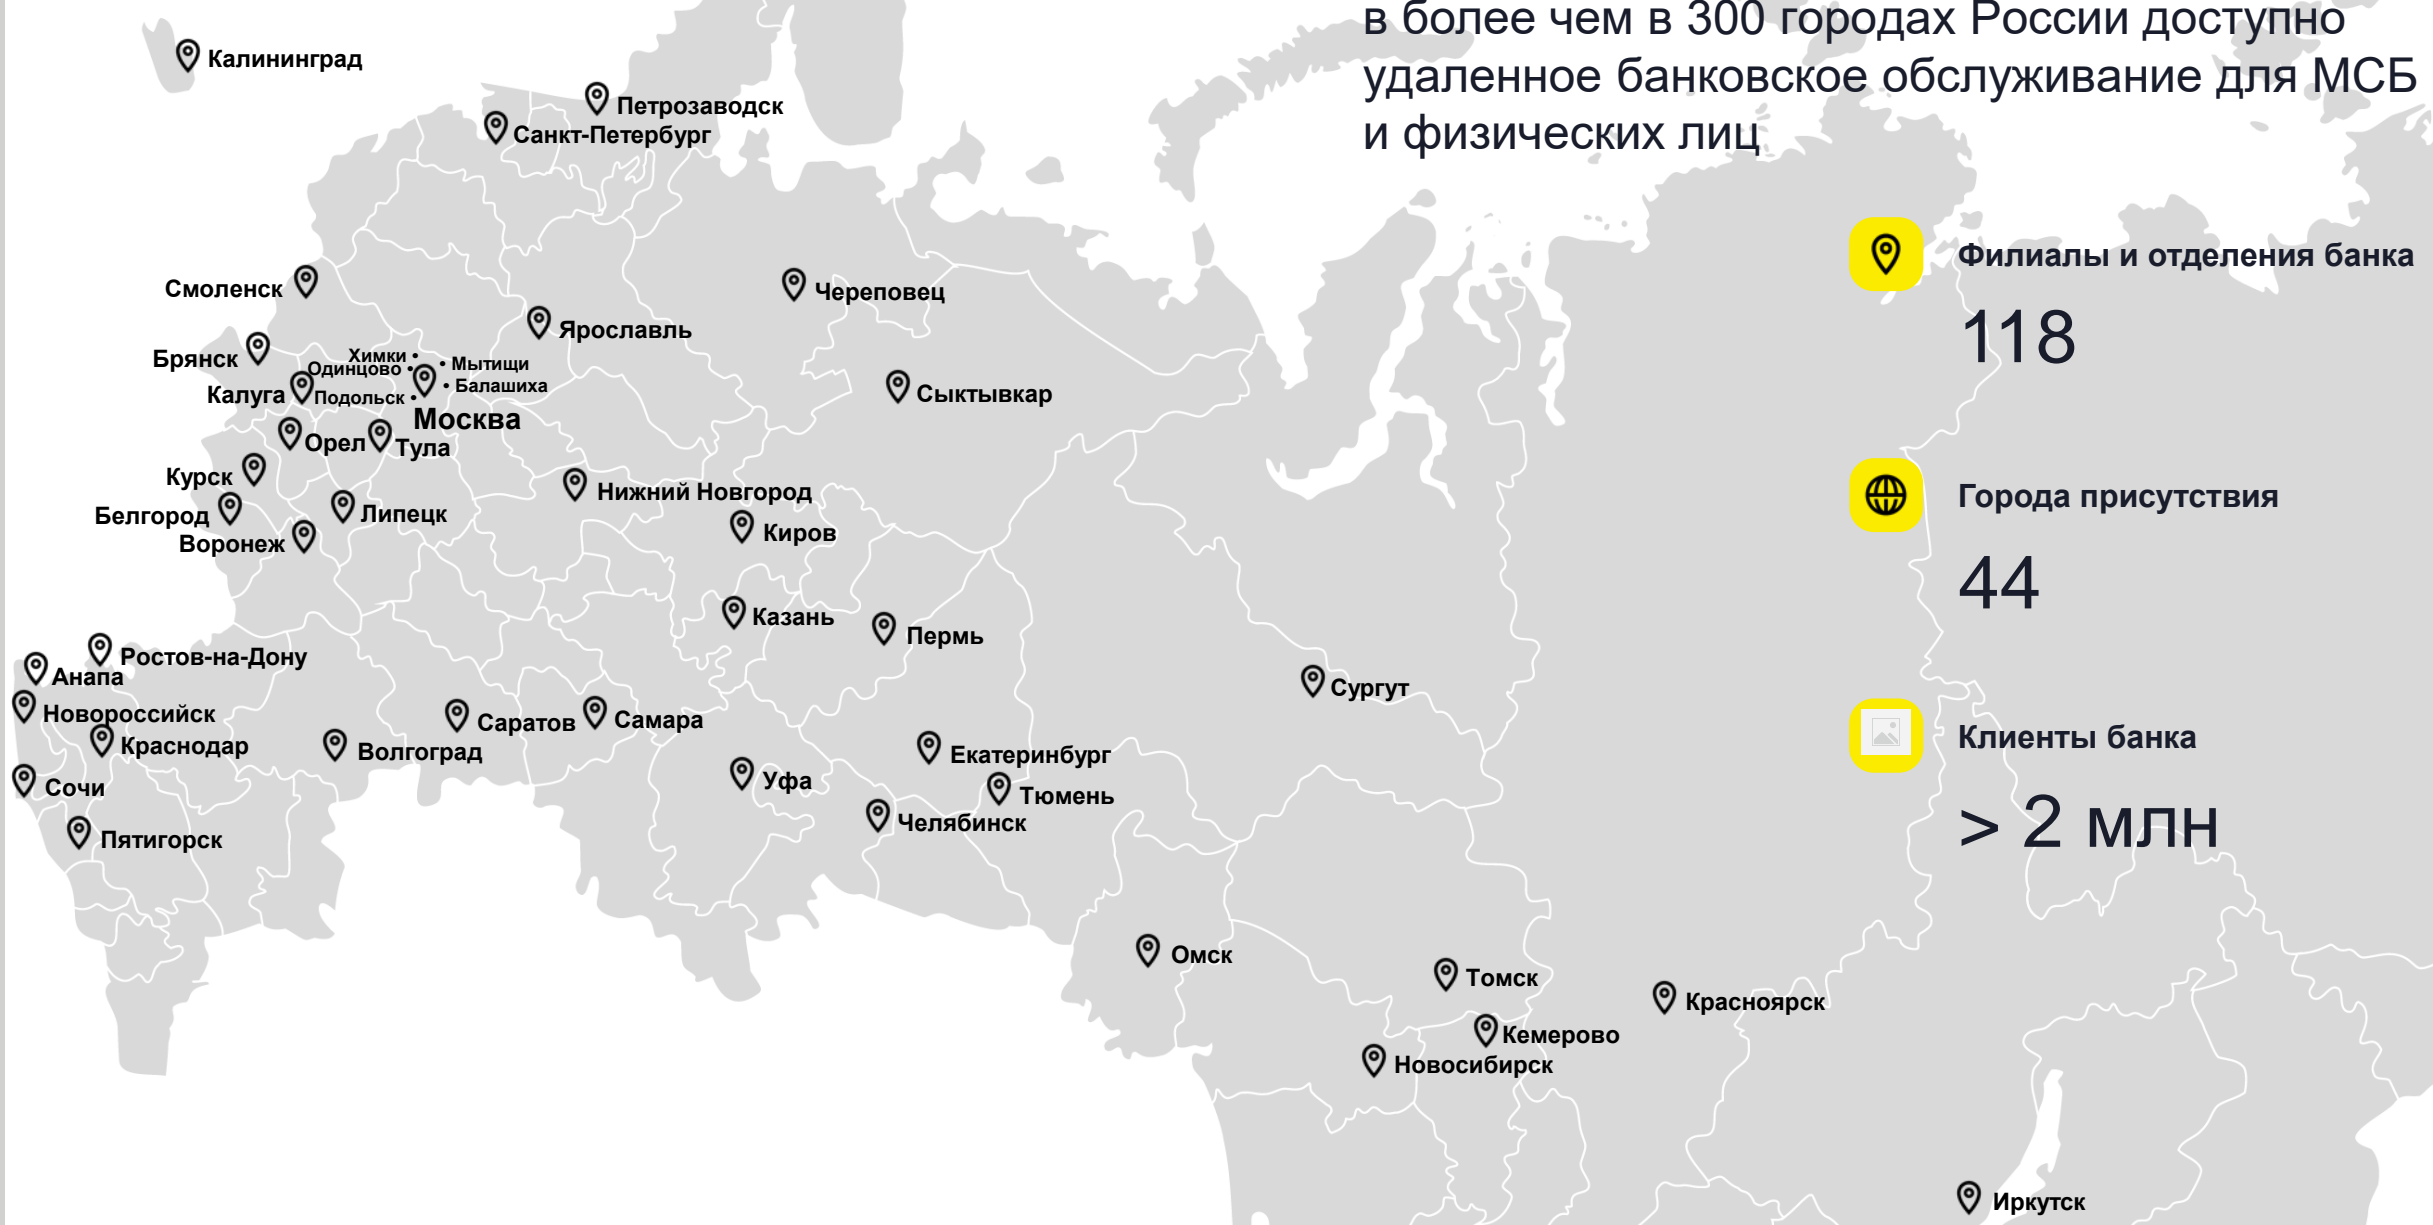 в более чем в 300 городах России доступно
удаленное банковское обслуживание для МСБ
и физических лиц
Калининград
Петрозаводск
Санкт-Петербург
Филиалы и отделения банка
118
Смоленск
Череповец
Ярославль
Брянск
Химки •
• Мытищи
Одинцово •
• Балашиха
Калуга
Подольск •
Сыктывкар
Москва
Орел
Тула
Курск
Нижний Новгород
Города присутствия
44
Белгород
Липецк
Воронеж
Киров
Казань
Пермь
Ростов-на-Дону
Анапа
Сургут
Новороссийск
Саратов
Самара
Клиенты банка
> 2 млн
Краснодар
Волгоград
Екатеринбург
Уфа
Сочи
Тюмень
Челябинск
Пятигорск
Омск
Томск
Красноярск
Кемерово
Новосибирск
Иркутск